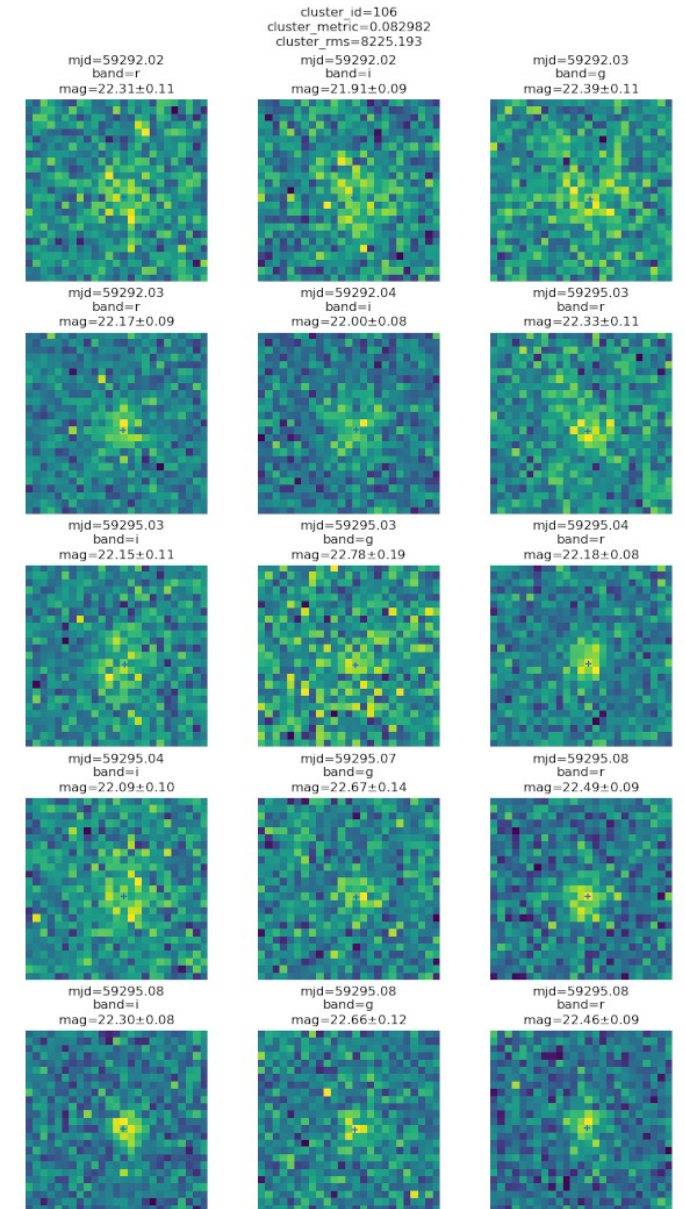 cluster_id=106
cluster_metric=0.082982
cluster_rms=8225.193
mjd=59292.02
band=r
mag=22.31±0.11
mjd=59292.02
band=i
mag=21.91±0.09
mjd=59292.03
band=g
mag=22.39±0.11
mjd=59292.03
band=r
mag=22.17±0.09
mjd=59292.04
band=i
mag=22.00±0.08
mjd=59295.03
band=r
mag=22.33±0.11
mjd=59295.03
band=i
mag=22.15±0.11
mjd=59295.03
band=g
mag=22.78±0.19
mjd=59295.04
band=r
mag=22.18±0.08
mjd=59295.04
band=i
mag=22.09±0.10
mjd=59295.07
band=g
mag=22.67±0.14
mjd=59295.08
band=r
mag=22.49±0.09
mjd=59295.08
band=i
mag=22.30±0.08
mjd=59295.08
band=g
mag=22.66±0.12
mjd=59295.08
band=r
mag=22.46±0.09